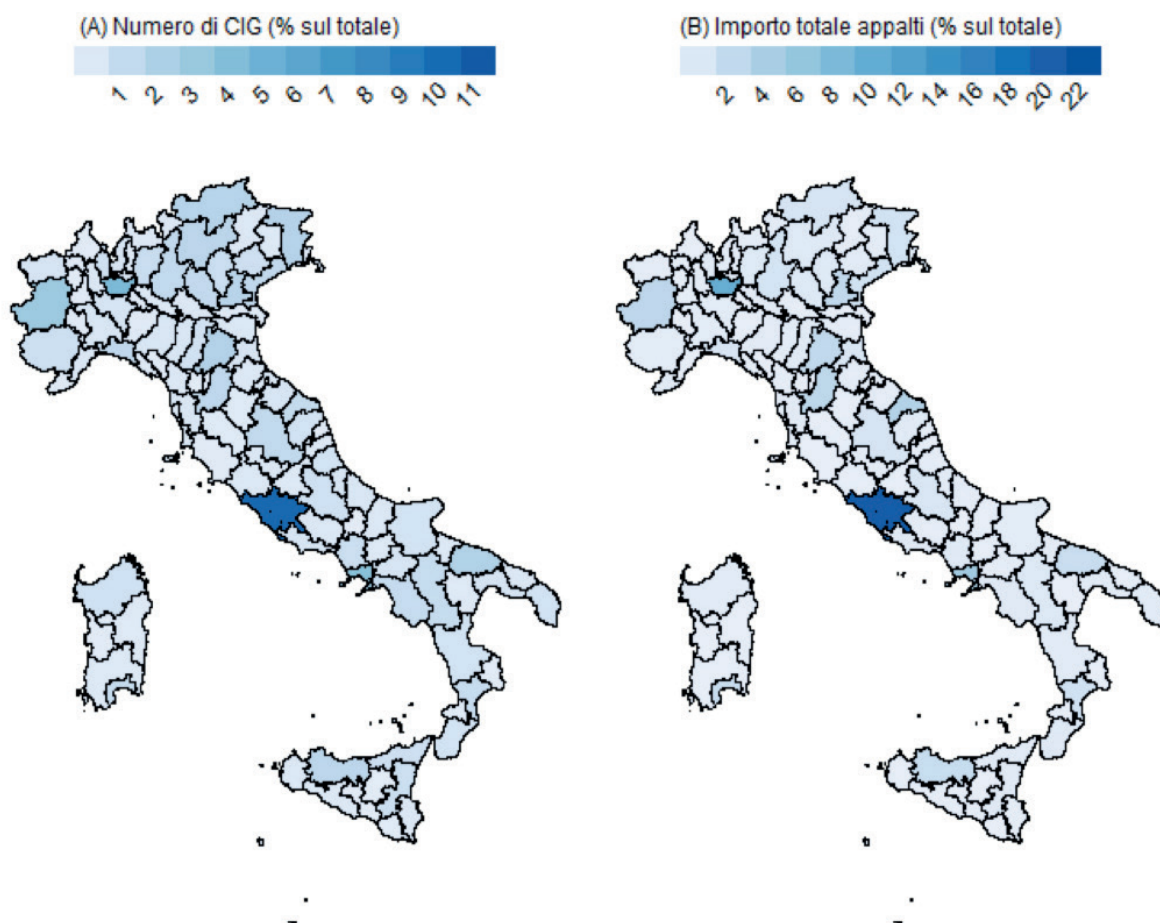 (A) Numero di CIG (% sul totale)
1 2 3 4 5 6 7 8 9 10 11
(B) Importo totale appalti (% sul totale)
2 4 6 8 10 12 14 16 18 20 22